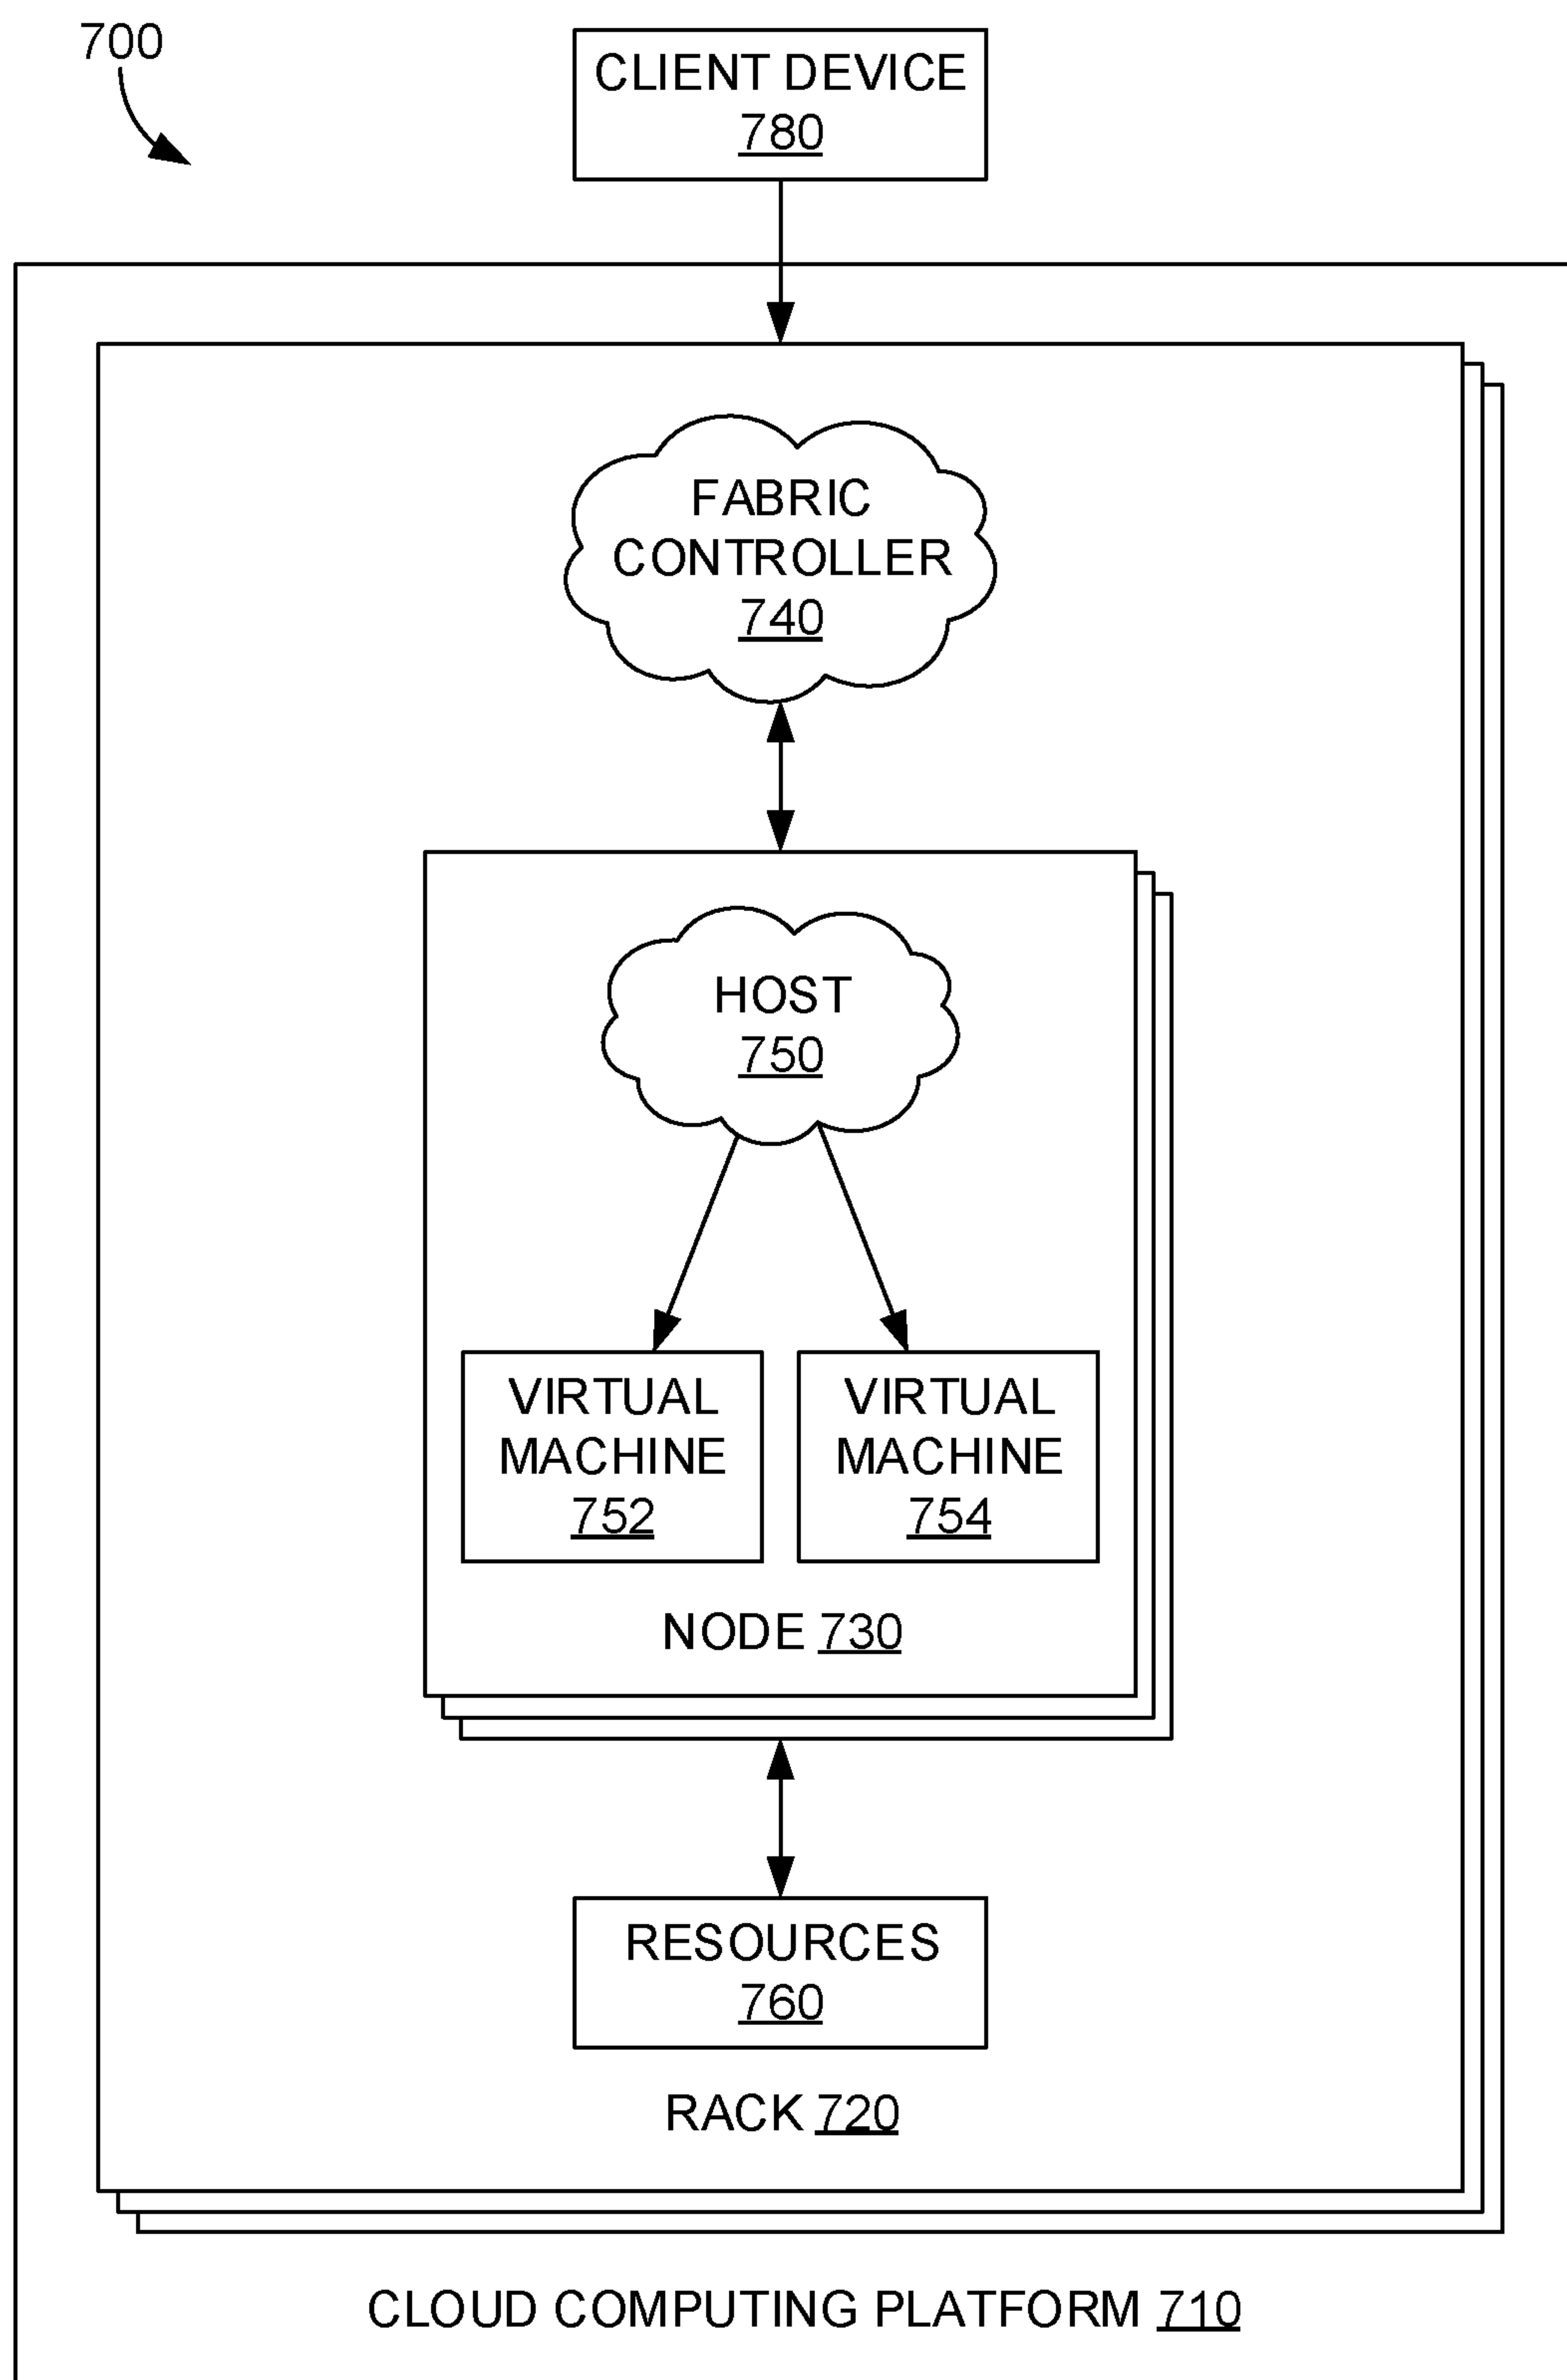 700
CLIENT DEVICE
780
FABRIC
CONTROLLER
740
HOST
750
VIRTUAL
MACHINE
752
VIRTUAL
MACHINE
754
NODE 730
RESOURCES
760
RACK 720
CLOUD COMPUTING PLATFORM 710